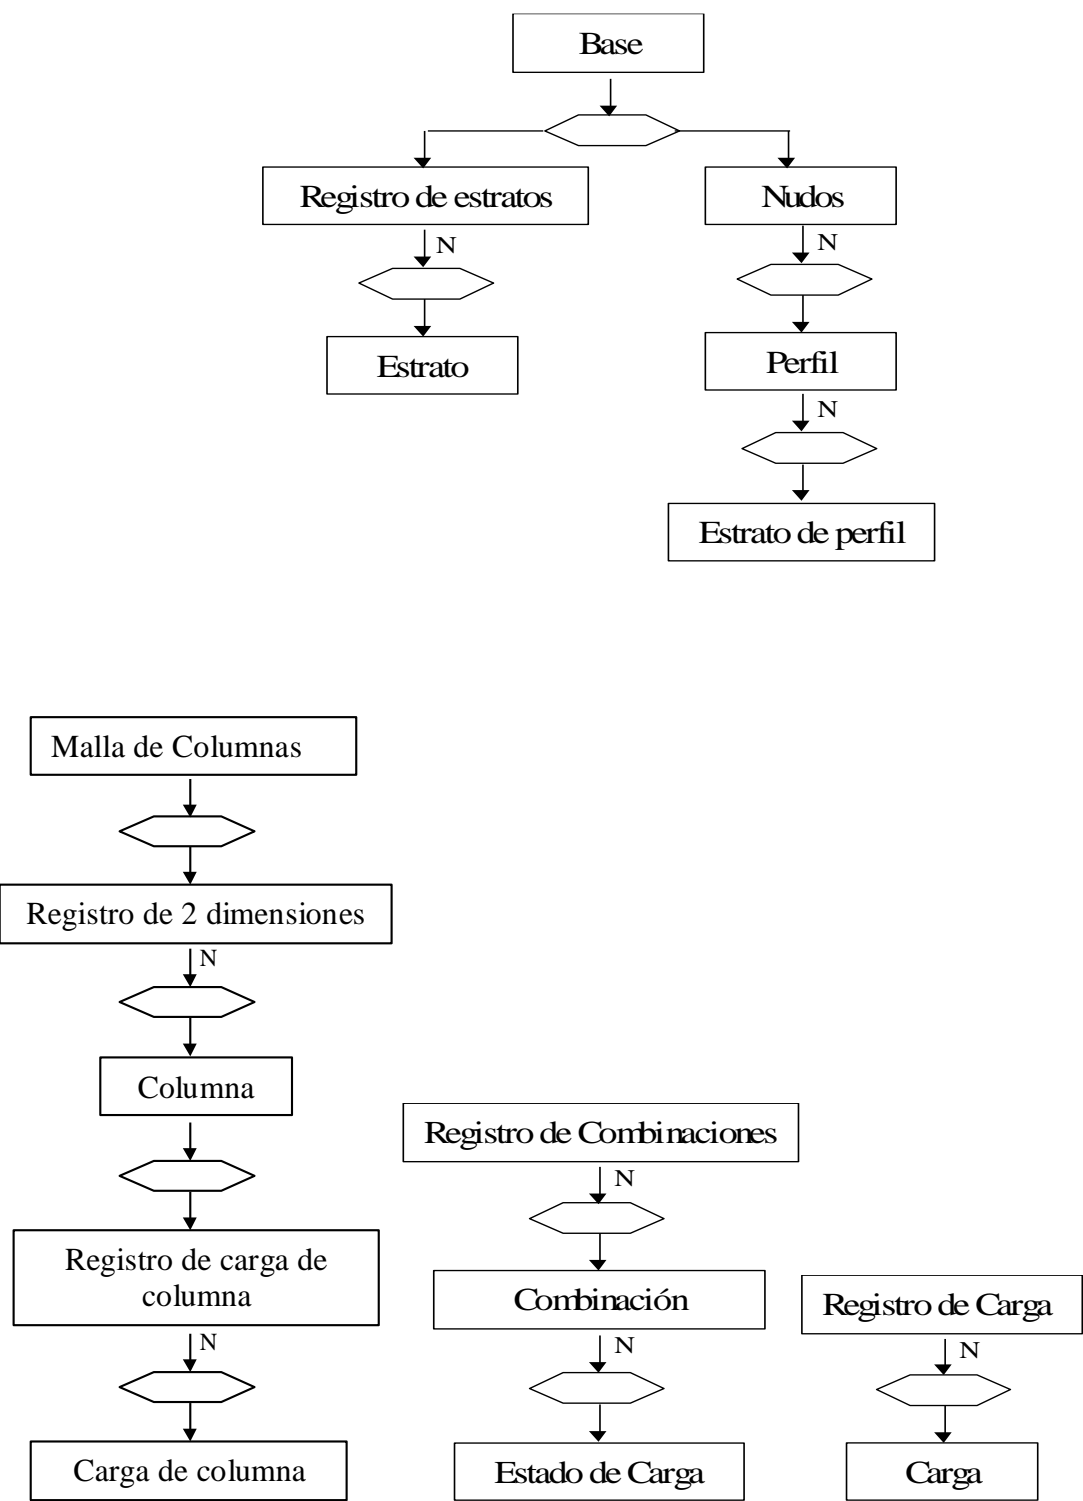 Base
Registro de estratos
Nudos
N
N
Estrato
Perfil
N
Estrato de perfil
Malla de Columnas
Registro de 2 dimensiones
N
Columna
Registro de carga de
columna
N
Carga de columna
Registro de Combinaciones
N
Combinación
N
Estado de Carga
Registro de Carga
N
Carga